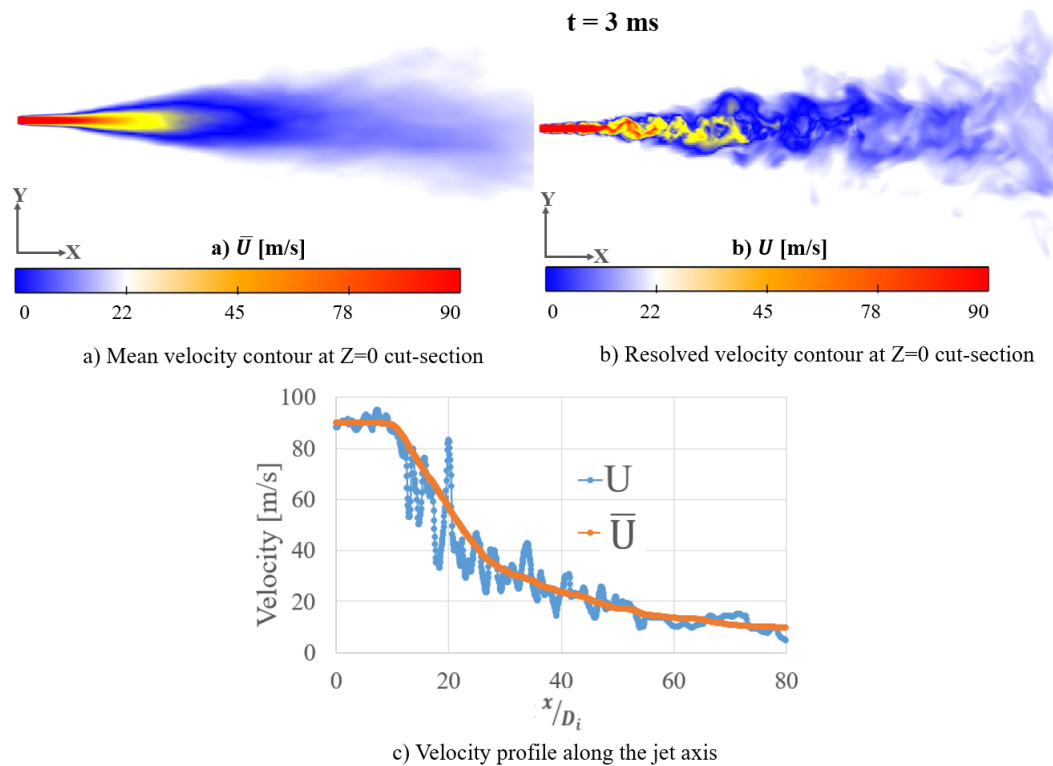 t = 3 ms
Y
X
a) Ū [m/s]
0 22 45 78 90
a) Mean velocity contour at Z=0 cut-section
Y
X
b) U [m/s]
0 22 45 78 90
b) Resolved velocity contour at Z=0 cut-section
100
80
60
40
20
0
Velocity [m/s]
U
Ū
0 20 40 60 80
x/D_i
c) Velocity profile along the jet axis